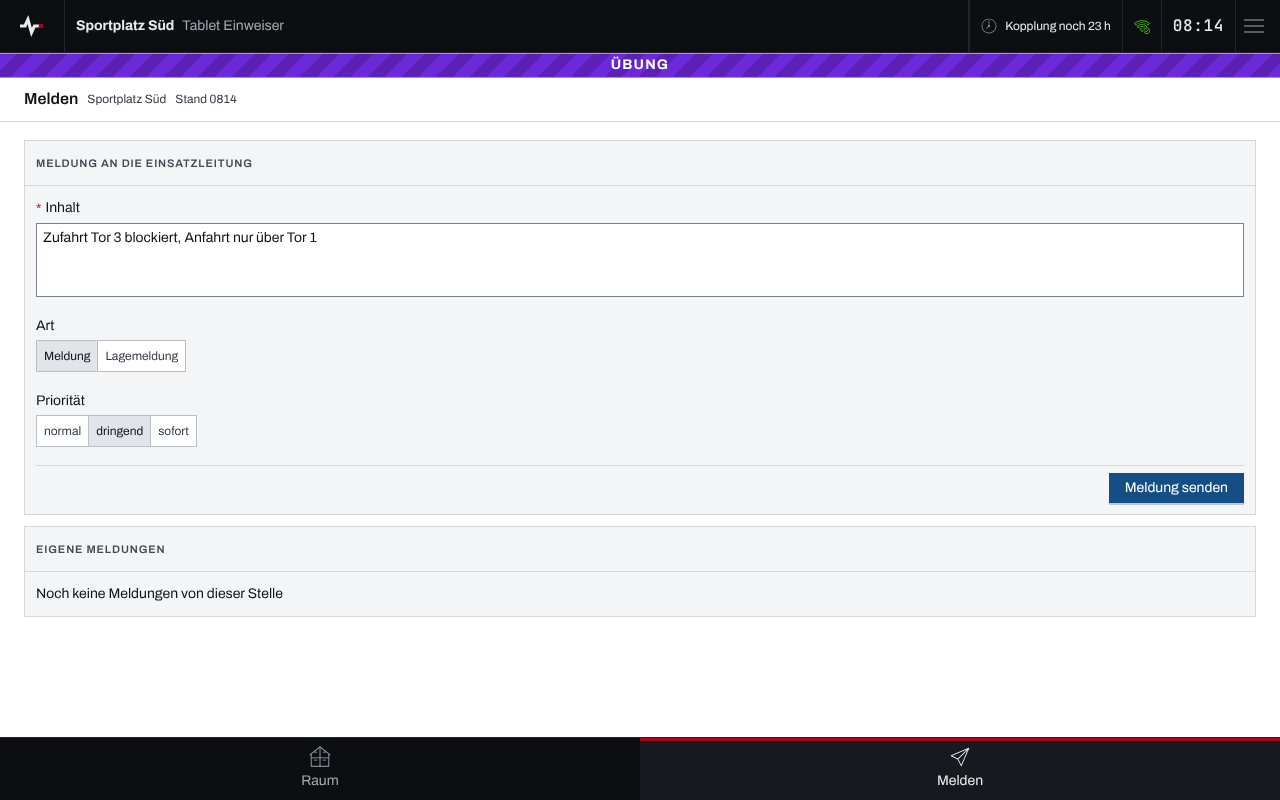 Sportplatz Süd Tablet Einweiser
Kopplung noch 23 h
08:14
ÜBUNG
Melden Sportplatz Süd Stand 0814
MELDUNG AN DIE EINSATZLEITUNG
* Inhalt
Zufahrt Tor 3 blockiert, Anfahrt nur über Tor 1
Art
Meldung Lagemeldung
Priorität
normal dringend sofort
Meldung senden
EIGENE MELDUNGEN
Noch keine Meldungen von dieser Stelle
Raum
Melden